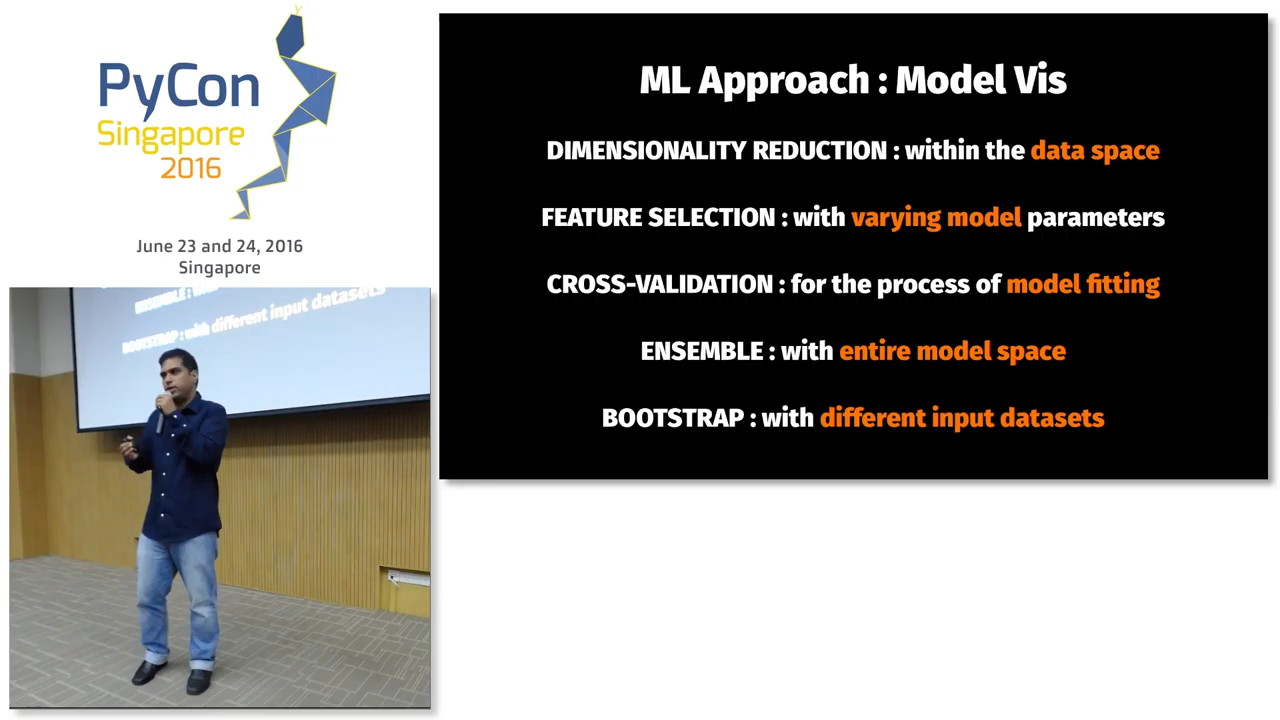 PyCon
Singapore
2016
June 23 and 24, 2016
Singapore
ML Approach : Model Vis
DIMENSIONALITY REDUCTION : within the data space
FEATURE SELECTION : with varying model parameters
CROSS-VALIDATION : for the process of model fitting
ENSEMBLE : with entire model space
BOOTSTRAP : with different input datasets
ENSEMBLE :
BOOTSTRAP : with different input datasets